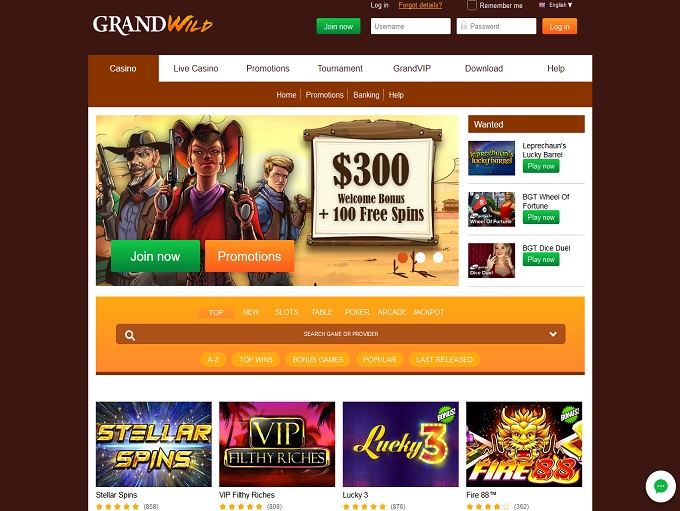 Log in Forgot details? Remember me English
GRANDWILD
Join now Username Password Log in
Casino Live Casino Promotions Tournament GrandVIP Download Help
Home Promotions Banking Help
$300
Welcome Bonus
+ 100 Free Spins
Join now Promotions
Wanted
leprechaun's
lucky barrel
Leprechaun's
Lucky Barrel
Play now
Wheel Of Fortune
BGT Wheel Of
Fortune
Play now
Dice Duel
BGT Dice Duel
Play now
TOP NEW SLOTS TABLE POKER ARCADE JACKPOT
SEARCH GAME OR PROVIDER
A-Z TOP WINS BONUS GAMES POPULAR LAST RELEASED
STELLAR
SPINS
VIP
FILTHY RICHES
Lucky 3
BONUS!
FIRE 88
BONUS!
Stellar Spins VIP Filthy Riches Lucky 3 Fire 88™
(858) (808) (876) (362)